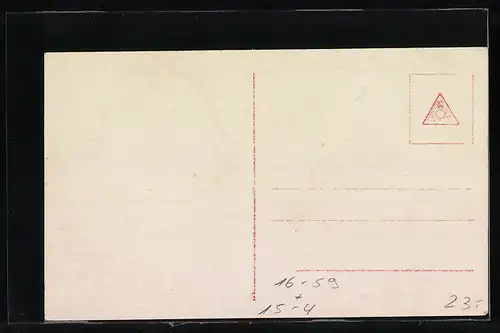 16-59
+
15-4
23.-